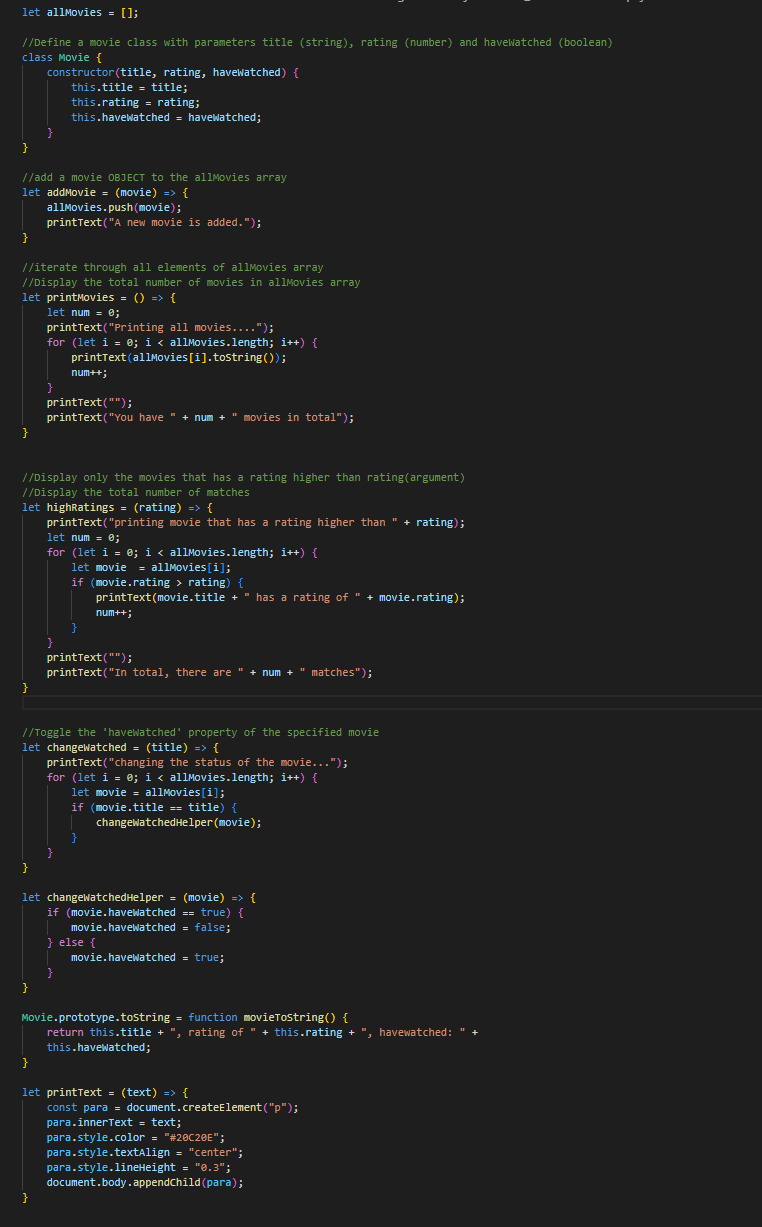 let allMovies = [];
//Define a movie class with parameters title (string), rating (number) and haveWatched (boolean)
class Movie {
    constructor(title, rating, haveWatched) {
        this.title = title;
        this.rating = rating;
        this.haveWatched = haveWatched;
    }
}
//add a movie OBJECT to the allMovies array
let addMovie = (movie) => {
    allMovies.push(movie);
    printText("A new movie is added.");
}
//iterate through all elements of allMovies array
//Display the total number of movies in allMovies array
let printMovies = () => {
    let num = 0;
    printText("Printing all movies....");
    for (let i = 0; i < allMovies.length; i++) {
        printText(allMovies[i].toString());
        num++;
    }
    printText("");
    printText("You have " + num + " movies in total");
}
//Display only the movies that has a rating higher than rating(argument)
//Display the total number of matches
let highRatings = (rating) => {
    printText("printing movie that has a rating higher than " + rating);
    let num = 0;
    for (let i = 0; i < allMovies.length; i++) {
        let movie  = allMovies[i];
        if (movie.rating > rating) {
            printText(movie.title + " has a rating of " + movie.rating);
            num++;
        }
    }
    printText("");
    printText("In total, there are " + num + " matches");
}
//Toggle the 'haveWatched' property of the specified movie
let changeWatched = (title) => {
    printText("changing the status of the movie...");
    for (let i = 0; i < allMovies.length; i++) {
        let movie = allMovies[i];
        if (movie.title == title) {
            changeWatchedHelper(movie);
        }
    }
}
let changeWatchedHelper = (movie) => {
    if (movie.haveWatched == true) {
        movie.haveWatched = false;
    } else {
        movie.haveWatched = true;
    }
}
Movie.prototype.toString = function movieToString() {
    return this.title + ", rating of " + this.rating + ", havewatched: " +
    this.haveWatched;
}
let printText = (text) => {
    const para = document.createElement("p");
    para.innerText = text;
    para.style.color = "#20C20E";
    para.style.textAlign = "center";
    para.style.lineHeight = "0.3";
    document.body.appendChild(para);
}